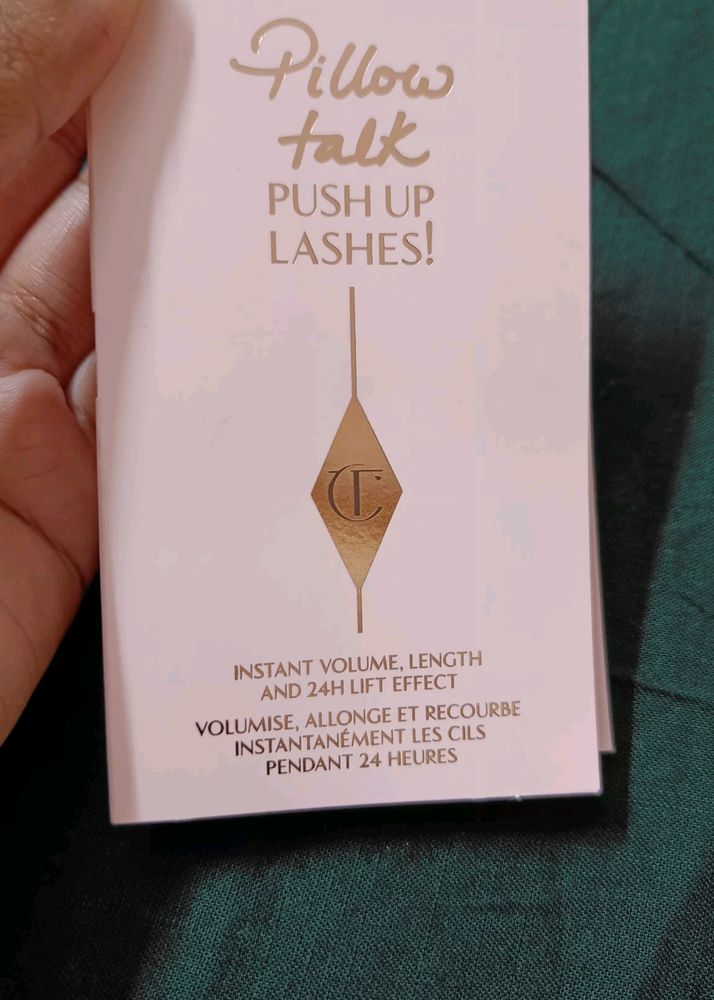 Pillow
talk
PUSH UP
LASHES!
CT
INSTANT VOLUME, LENGTH
AND 24H LIFT EFFECT
VOLUMISE, ALLONGE ET RECOURBE
INSTANTANÉMENT LES CILS
PENDANT 24 HEURES